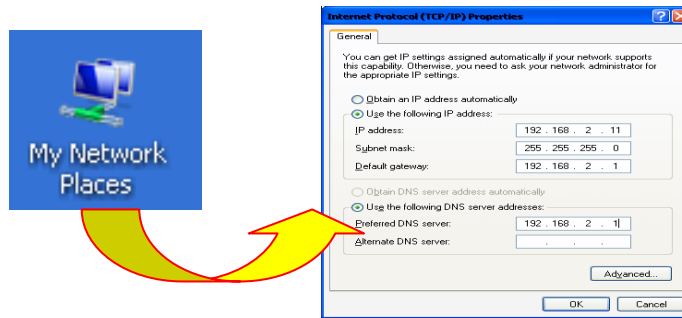 My Network
Places
Internet Protocol (TCP/IP) Properties
General
You can get IP settings assigned automatically if your network supports
this capability. Otherwise, you need to ask your network administrator for
the appropriate IP settings.
Obtain an IP address automatically
Use the following IP address:
IP address: 192 . 168 . 2 . 11
Subnet mask: 255 . 255 . 255 . 0
Default gateway: 192 . 168 . 2 . 1
Obtain DNS server address automatically
Use the following DNS server addresses:
Preferred DNS server: 192 . 168 . 2 . 1
Alternate DNS server: . . .
Advanced...
OK Cancel